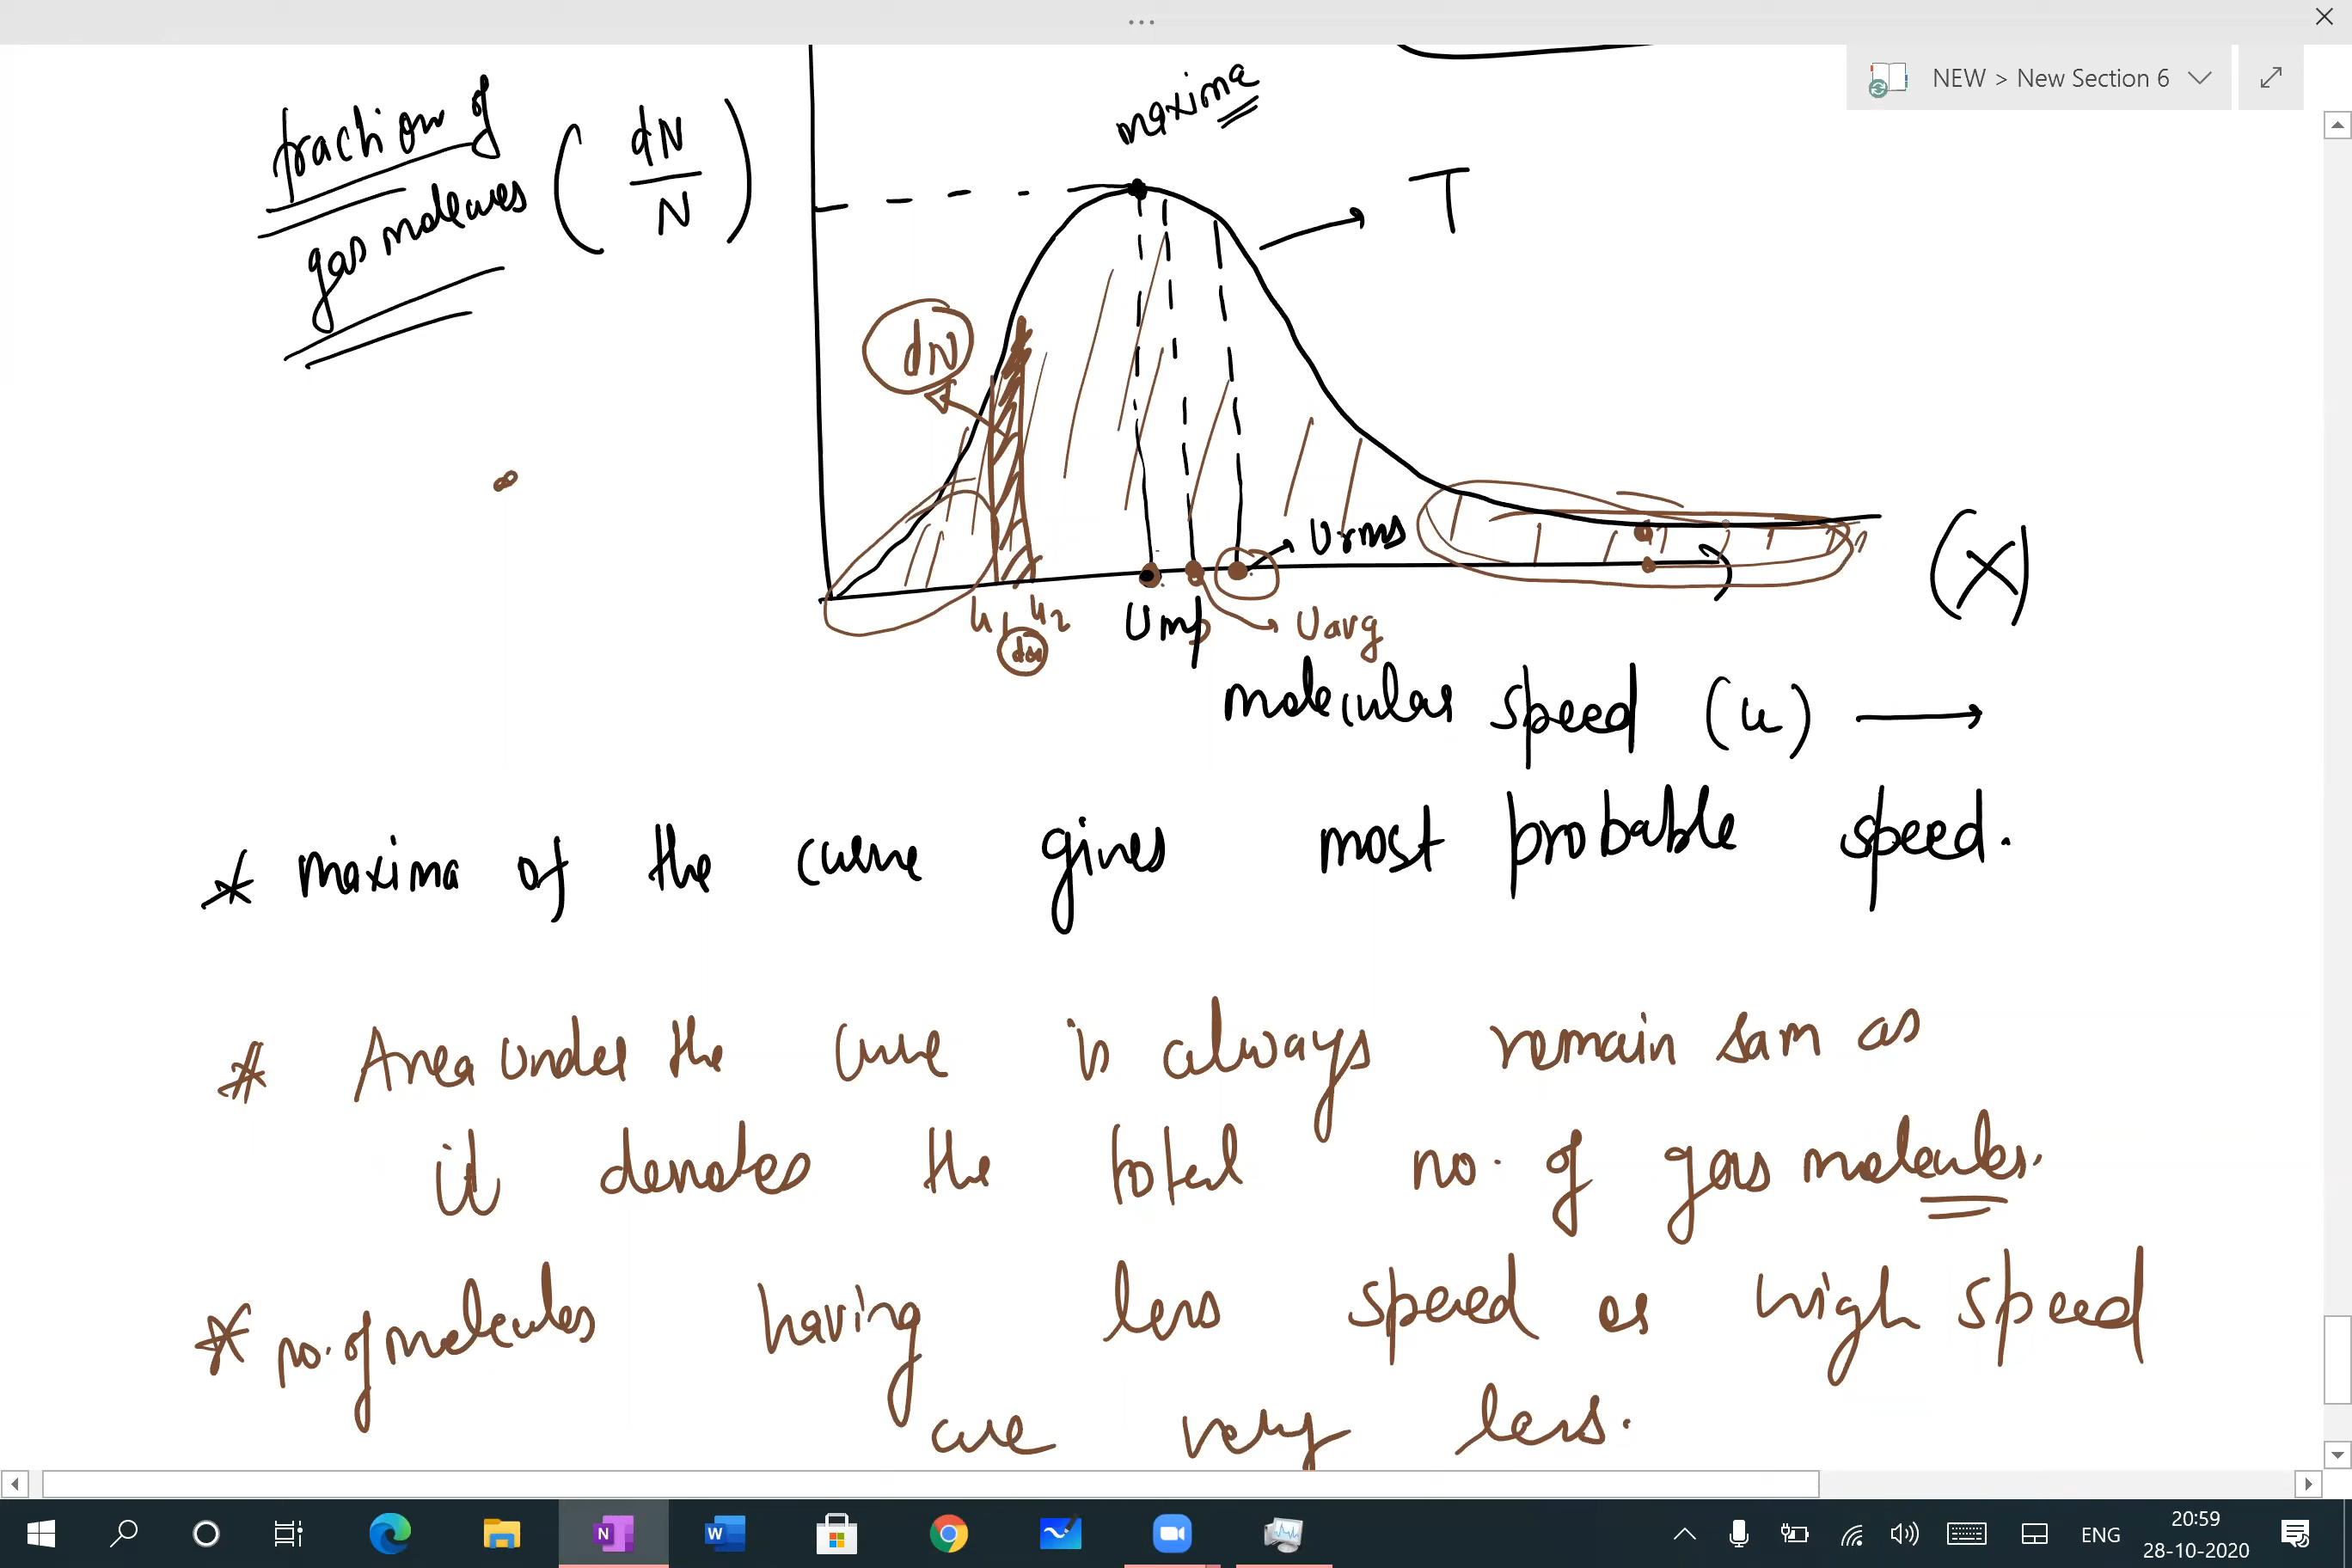 ...
NEW > New Section 6
maxima
fraction of
gas molecules
(dN/N)
T
dN
Urms
(X)
u1 u2
Ump
Uavg
du
molecular speed (u) →
* maxima of the curve gives most probable speed.
* Area under the curve is always remain sam as
it denotes the total no. of gas molecules.
* no. of molecules having less speed or high speed
are very less.
N
W
ENG
20:59
28-10-2020